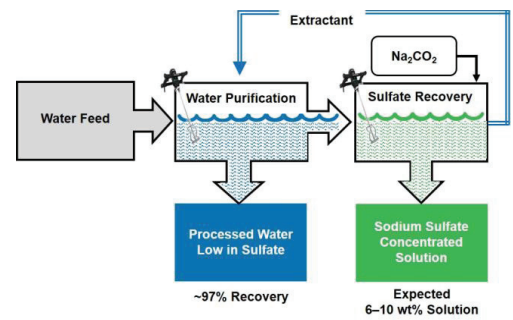 Extractant
Na₂CO₂
Water Feed
Water Purification
Sulfate Recovery
Processed Water
Low in Sulfate
Sodium Sulfate
Concentrated
Solution
~97% Recovery
Expected
6–10 wt% Solution